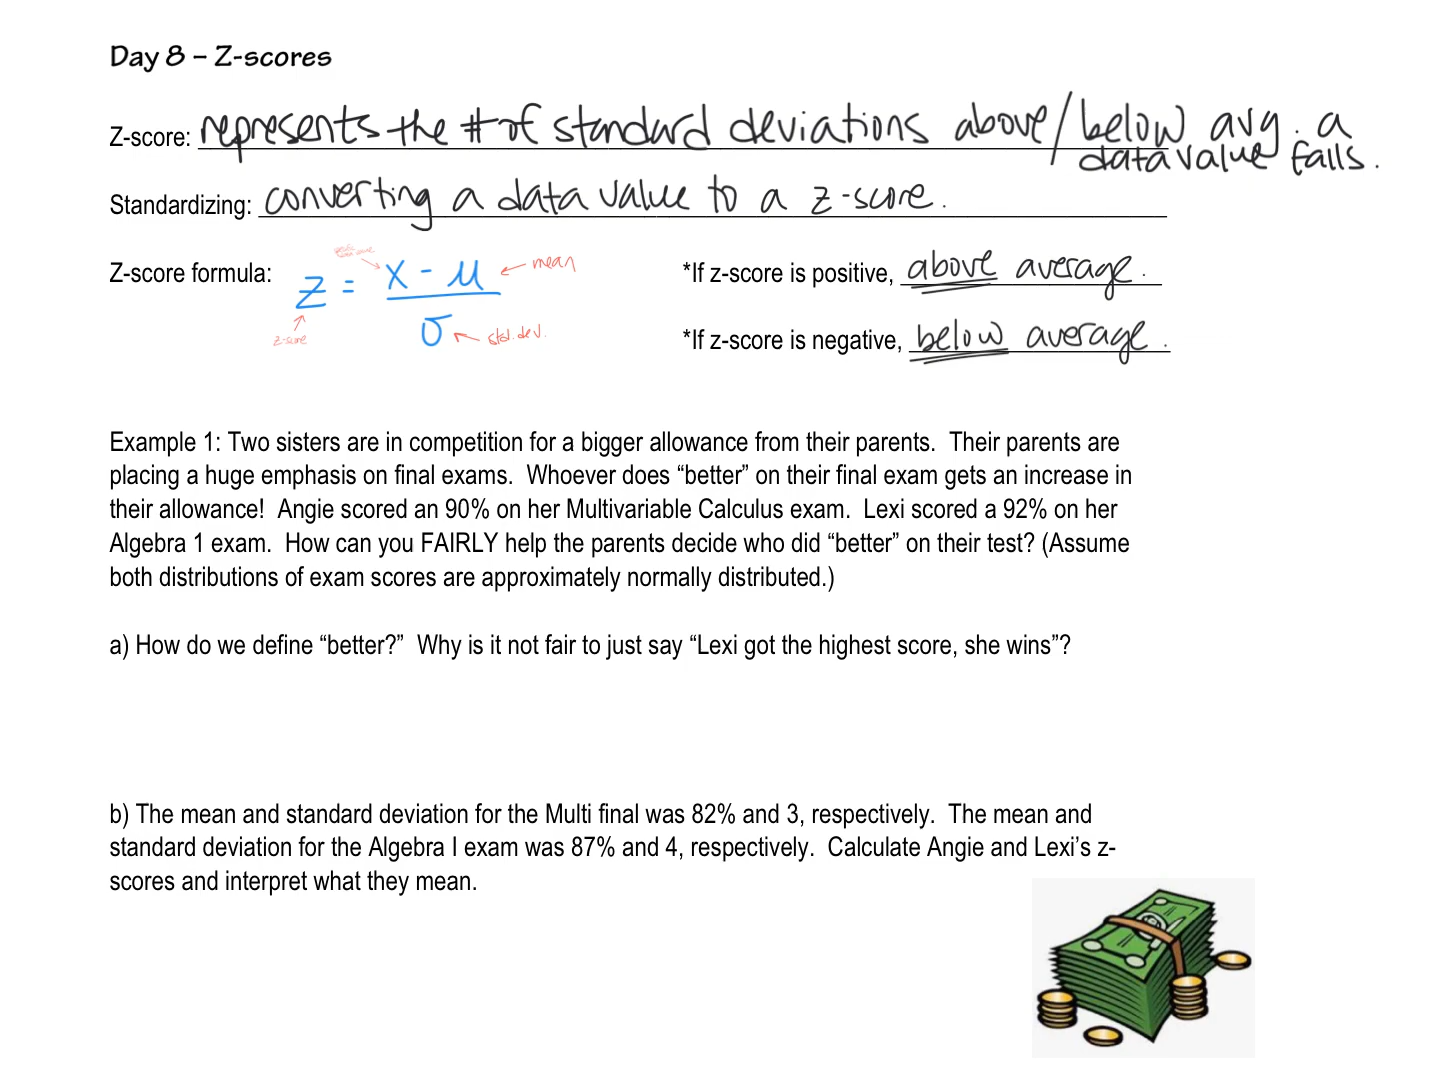 Day 8 – Z-scores
Z-score: represents the # of standard deviations above/below avg. a
data value falls.
Standardizing: converting a data value to a z-score.
Z-score formula: z = x - μ
σ
mean
std. dev.
z-score
*If z-score is positive, above average.
*If z-score is negative, below average.
Example 1: Two sisters are in competition for a bigger allowance from their parents.  Their parents are
placing a huge emphasis on final exams.  Whoever does “better” on their final exam gets an increase in
their allowance!  Angie scored an 90% on her Multivariable Calculus exam.  Lexi scored a 92% on her
Algebra 1 exam.  How can you FAIRLY help the parents decide who did “better” on their test? (Assume
both distributions of exam scores are approximately normally distributed.)
a) How do we define “better?”  Why is it not fair to just say “Lexi got the highest score, she wins”?
b) The mean and standard deviation for the Multi final was 82% and 3, respectively.  The mean and
standard deviation for the Algebra I exam was 87% and 4, respectively.  Calculate Angie and Lexi’s z-
scores and interpret what they mean.